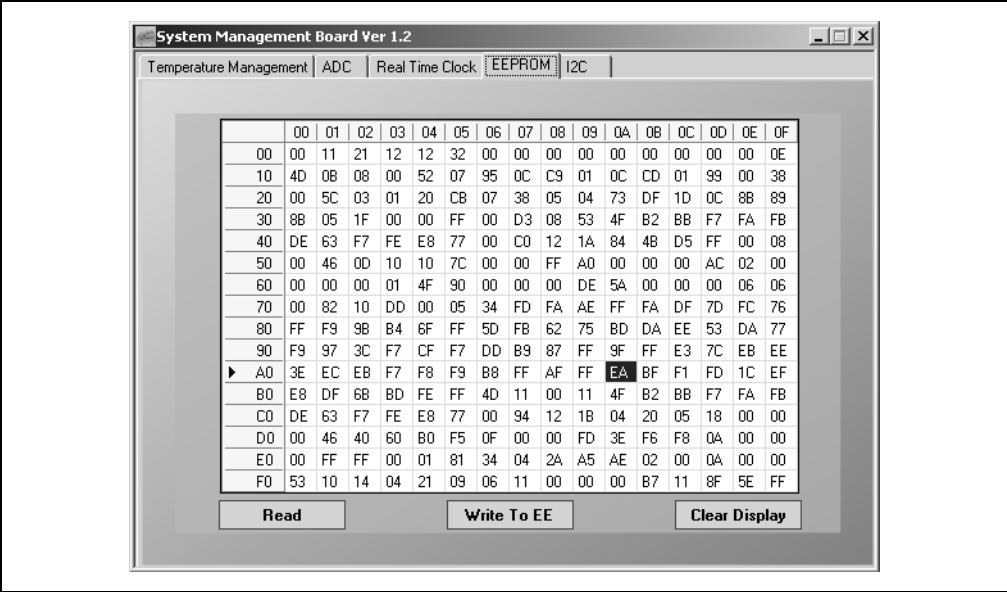 System Management Board Ver 1.2
Temperature Management ADC Real Time Clock EEPROM I2C
00 01 02 03 04 05 06 07 08 09 0A 0B 0C 0D 0E 0F
00 00 11 21 12 12 32 00 00 00 00 00 00 00 00 00 0E
10 4D 0B 08 00 52 07 95 0C C9 01 0C CD 01 99 00 38
20 00 5C 03 01 20 CB 07 38 05 04 73 DF 1D 0C 8B 89
30 8B 05 1F 00 00 FF 00 D3 08 53 4F B2 BB F7 FA FB
40 DE 63 F7 FE E8 77 00 C0 12 1A 84 4B D5 FF 00 08
50 00 46 0D 10 10 7C 00 00 FF A0 00 00 00 AC 02 00
60 00 00 00 01 4F 90 00 00 00 DE 5A 00 00 00 06 06
70 00 82 10 DD 00 05 34 FD FA AE FF FA DF 7D FC 76
80 FF F9 9B B4 6F FF 5D FB 62 75 BD DA EE 53 DA 77
90 F9 97 3C F7 CF F7 DD B9 87 FF 9F FF E3 7C EB EE
A0 3E EC EB F7 F8 F9 B8 FF AF FF EA BF F1 FD 1C EF
B0 E8 DF 6B BD FE FF 4D 11 00 11 4F B2 BB F7 FA FB
C0 DE 63 F7 FE E8 77 00 94 12 1B 04 20 05 18 00 00
D0 00 46 40 60 B0 F5 0F 00 00 FD 3E F6 F8 0A 00 00
E0 00 FF FF 00 01 81 34 04 2A A5 AE 02 00 0A 00 00
F0 53 10 14 04 21 09 06 11 00 00 00 B7 11 8F 5E FF
Read Write To EE Clear Display